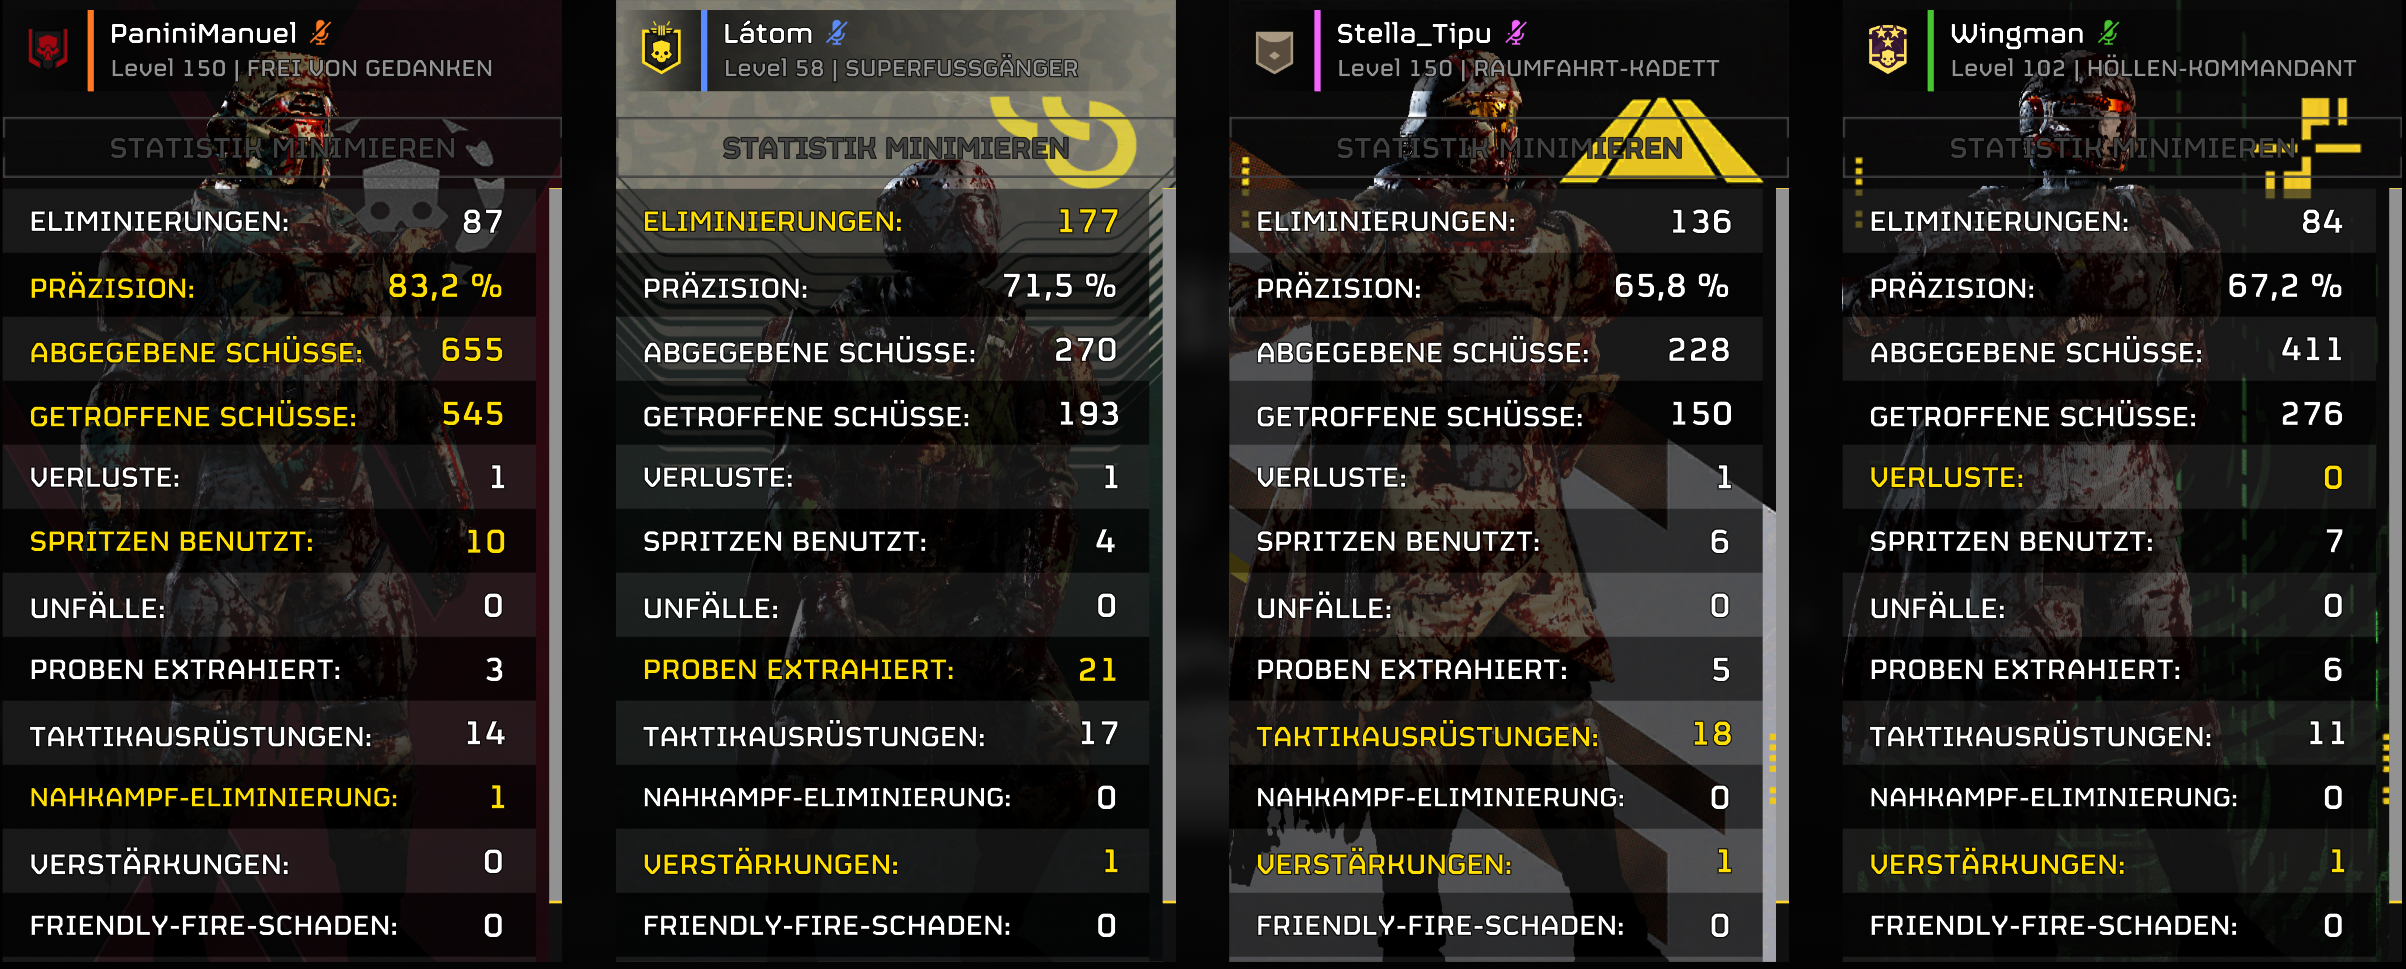 PaniniManuel
Level 150 | FREI VON GEDANKEN
STATISTIK MINIMIEREN
ELIMINIERUNGEN: 87
PRÄZISION: 83,2 %
ABGEGEBENE SCHÜSSE: 655
GETROFFENE SCHÜSSE: 545
VERLUSTE: 1
SPRITZEN BENUTZT: 10
UNFÄLLE: 0
PROBEN EXTRAHIERT: 3
TAKTIKAUSRÜSTUNGEN: 14
NAHKAMPF-ELIMINIERUNG: 1
VERSTÄRKUNGEN: 0
FRIENDLY-FIRE-SCHADEN: 0
Látom
Level 58 | SUPERFUSSGÄNGER
STATISTIK MINIMIEREN
ELIMINIERUNGEN: 177
PRÄZISION: 71,5 %
ABGEGEBENE SCHÜSSE: 270
GETROFFENE SCHÜSSE: 193
VERLUSTE: 1
SPRITZEN BENUTZT: 4
UNFÄLLE: 0
PROBEN EXTRAHIERT: 21
TAKTIKAUSRÜSTUNGEN: 17
NAHKAMPF-ELIMINIERUNG: 0
VERSTÄRKUNGEN: 1
FRIENDLY-FIRE-SCHADEN: 0
Stella_Tipu
Level 150 | RAUMFAHRT-KADETT
STATISTIK MINIMIEREN
ELIMINIERUNGEN: 136
PRÄZISION: 65,8 %
ABGEGEBENE SCHÜSSE: 228
GETROFFENE SCHÜSSE: 150
VERLUSTE: 1
SPRITZEN BENUTZT: 6
UNFÄLLE: 0
PROBEN EXTRAHIERT: 5
TAKTIKAUSRÜSTUNGEN: 18
NAHKAMPF-ELIMINIERUNG: 0
VERSTÄRKUNGEN: 1
FRIENDLY-FIRE-SCHADEN: 0
Wingman
Level 102 | HÖLLEN-KOMMANDANT
STATISTIK MINIMIEREN
ELIMINIERUNGEN: 84
PRÄZISION: 67,2 %
ABGEGEBENE SCHÜSSE: 411
GETROFFENE SCHÜSSE: 276
VERLUSTE: 0
SPRITZEN BENUTZT: 7
UNFÄLLE: 0
PROBEN EXTRAHIERT: 6
TAKTIKAUSRÜSTUNGEN: 11
NAHKAMPF-ELIMINIERUNG: 0
VERSTÄRKUNGEN: 1
FRIENDLY-FIRE-SCHADEN: 0